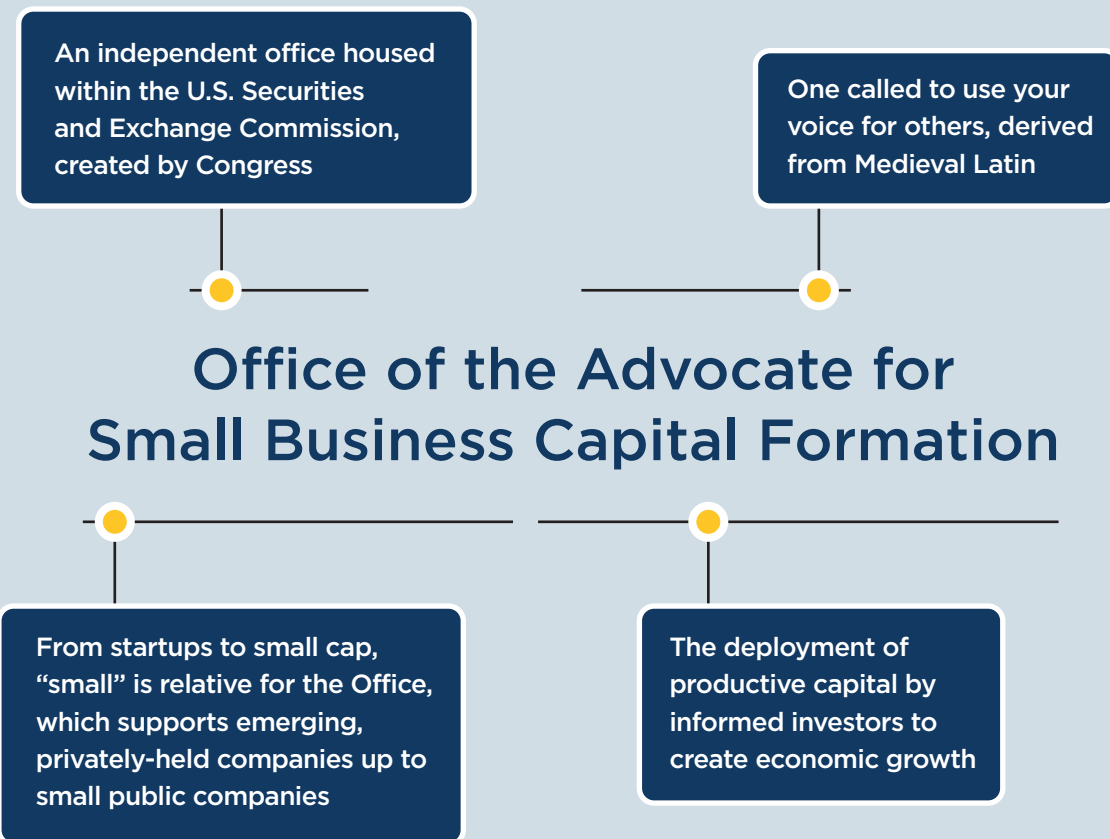 An independent office housed
within the U.S. Securities
and Exchange Commission,
created by Congress
One called to use your
voice for others, derived
from Medieval Latin
Office of the Advocate for
Small Business Capital Formation
From startups to small cap,
“small” is relative for the Office,
which supports emerging,
privately-held companies up to
small public companies
The deployment of
productive capital by
informed investors to
create economic growth